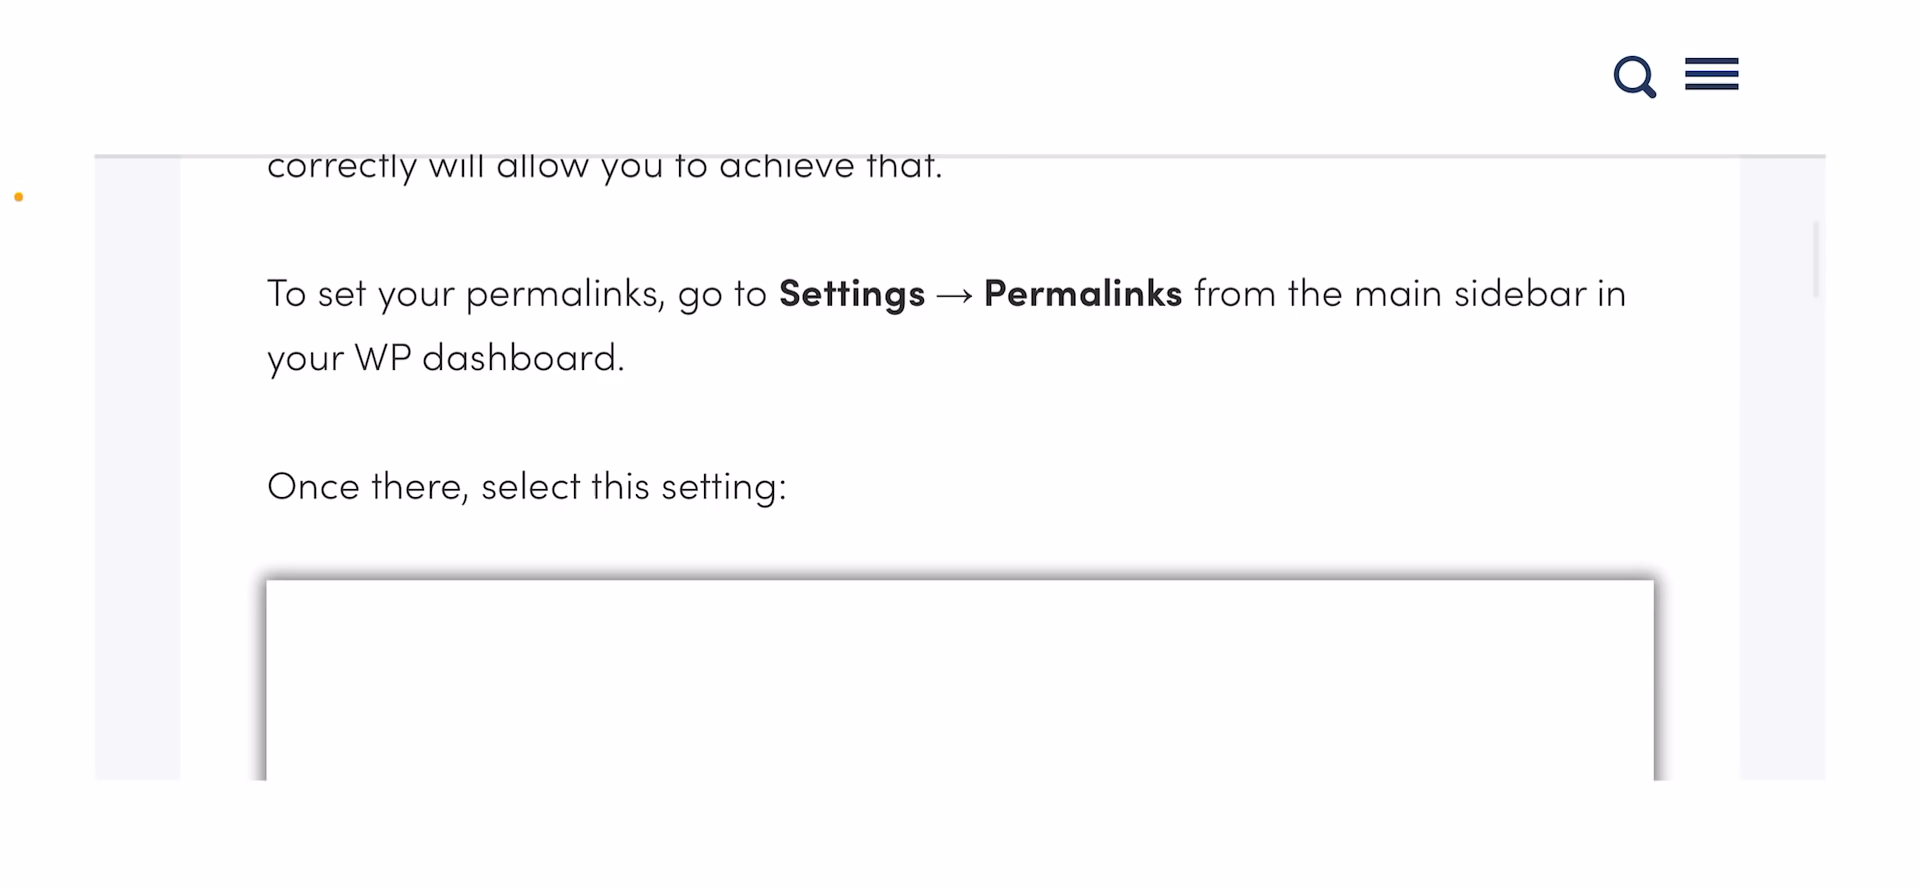 correctly will allow you to achieve that.
To set your permalinks, go to Settings → Permalinks from the main sidebar in
your WP dashboard.
Once there, select this setting: